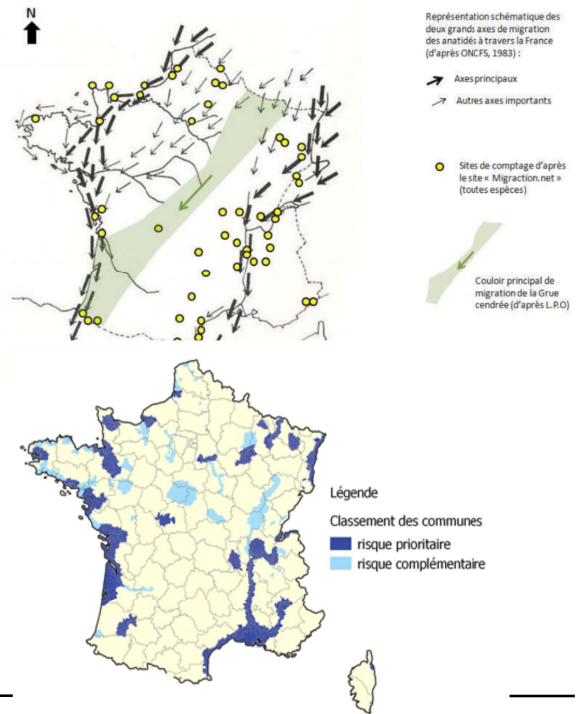 N
Représentation schématique des
deux grands axes de migration
des anatidés à travers la France
(d'après ONCFS, 1983) :
Axes principaux
Autres axes importants
Sites de comptage d'après
le site « Migraction.net »
(toutes espèces)
Couloir principal de
migration de la Grue
cendrée (d'après L.P.O)
Légende
Classement des communes
risque prioritaire
risque complémentaire